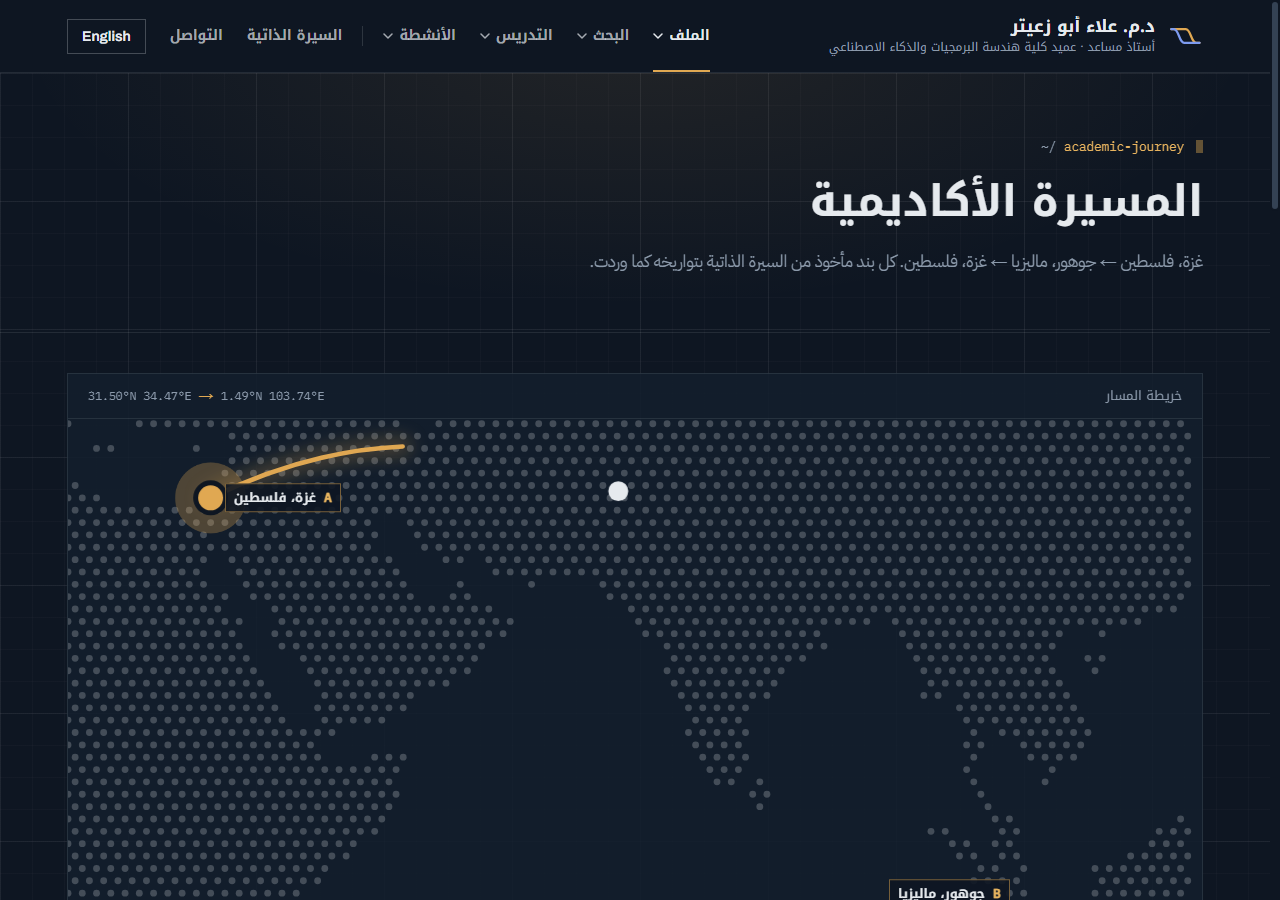 د.م. علاء أبو زعيتر
أستاذ مساعد · عميد كلية هندسة البرمجيات والذكاء الاصطناعي
الملف
البحث
التدريس
الأنشطة
السيرة الذاتية
التواصل
English
~/ academic-journey
المسيرة الأكاديمية
غزة، فلسطين ← جوهور، ماليزيا ← غزة، فلسطين. كل بند مأخوذ من السيرة الذاتية بتواريخه كما وردت.
خريطة المسار
31.50°N 34.47°E → 1.49°N 103.74°E
A غزة، فلسطين
B جوهور، ماليزيا